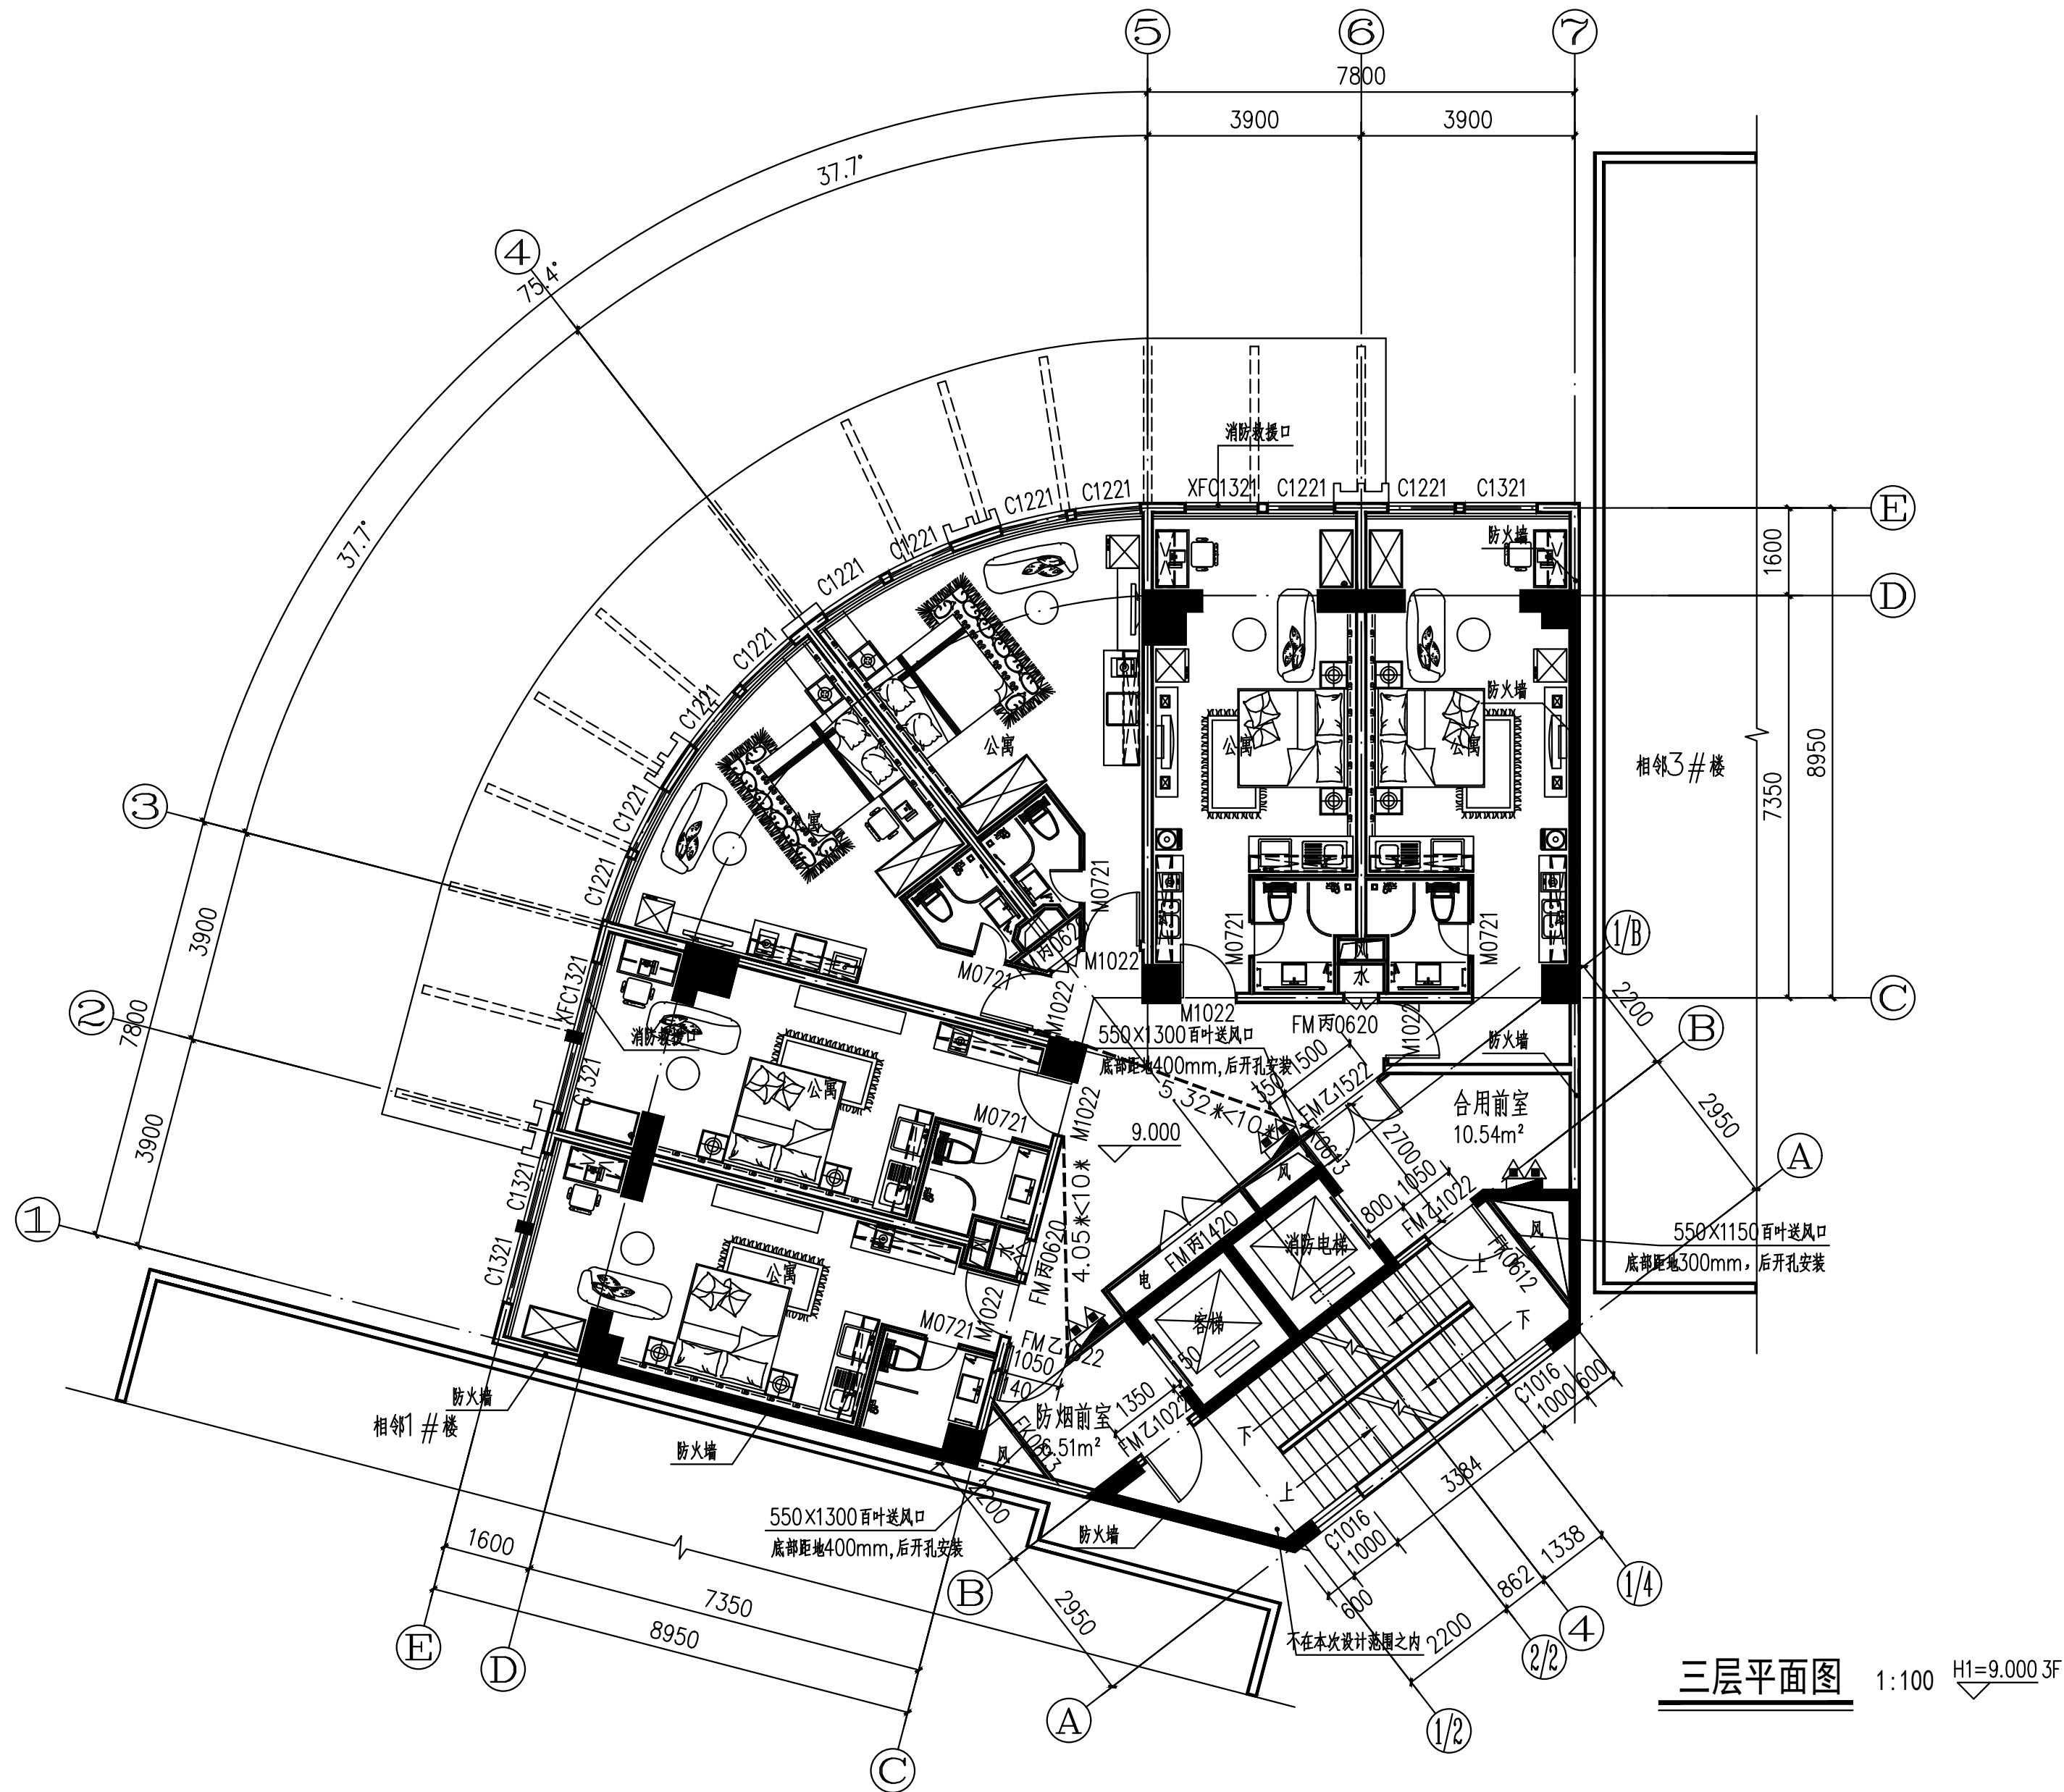 5
6
7
7800
3900
3900
37.7°
4
75.4°
37.7°
消防救援口
C1221
C1221
XFC1321
C1221
C1221
C1321
E
防火墙
1600
D
C1221
C1221
C1221
C1221
C1221
C1221
公寓
公寓
公寓
防火墙
公寓
相邻3#楼
7350
8950
3
3900
7800
2
3900
1
M0721
M0721
M0721
M0721
M1022
M1022
M1022
M1022
FM丙0620
风
水
1/B
C
2200
B
2950
A
防火墙
XFC1321
消防救援口
C1321
公寓
550X1300百叶送风口
底部距地400mm,后开孔安装
350
1500
FM乙1522
5.32米<10米
合用前室
10.54m²
M0721
M1022
9.000
FK0613
2700
风
1050
800
FM乙1022
4.05米<10米
FM丙0620
水
C1321
C1321
公寓
M0721
M1022
FM丙1420
电
消防电梯
客梯
风
FK0612
550X1150百叶送风口
底部距地300mm，后开孔安装
上
下
下
上
1050
50
1350
FM乙1022
防烟前室
6.51m²
FK0613
风
C1016
1000
600
3384
防火墙
相邻1#楼
防火墙
550X1300百叶送风口
底部距地400mm,后开孔安装
2200
防火墙
C1016
1000
600
1338
862
2200
1/4
4
2/2
1/2
1600
7350
8950
B
2950
A
E
D
C
不在本次设计范围之内
三层平面图
1:100
H1=9.000 3F